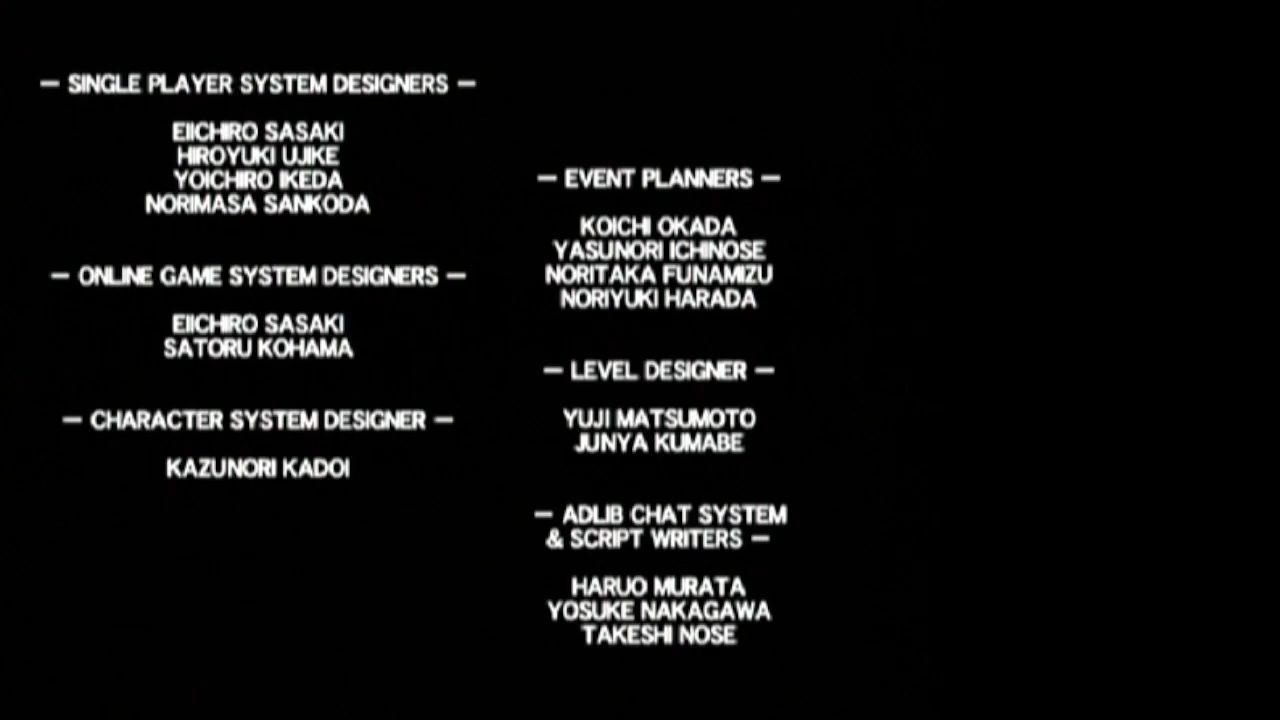 — SINGLE PLAYER SYSTEM DESIGNERS —
EIICHIRO SASAKI
HIROYUKI UJIKE
YOICHIRO IKEDA
NORIMASA SANKODA
— ONLINE GAME SYSTEM DESIGNERS —
EIICHIRO SASAKI
SATORU KOHAMA
— CHARACTER SYSTEM DESIGNER —
KAZUNORI KADOI
— EVENT PLANNERS —
KOICHI OKADA
YASUNORI ICHINOSE
NORITAKA FUNAMIZU
NORIYUKI HARADA
— LEVEL DESIGNER —
YUJI MATSUMOTO
JUNYA KUMABE
— ADLIB CHAT SYSTEM
& SCRIPT WRITERS —
HARUO MURATA
YOSUKE NAKAGAWA
TAKESHI NOSE